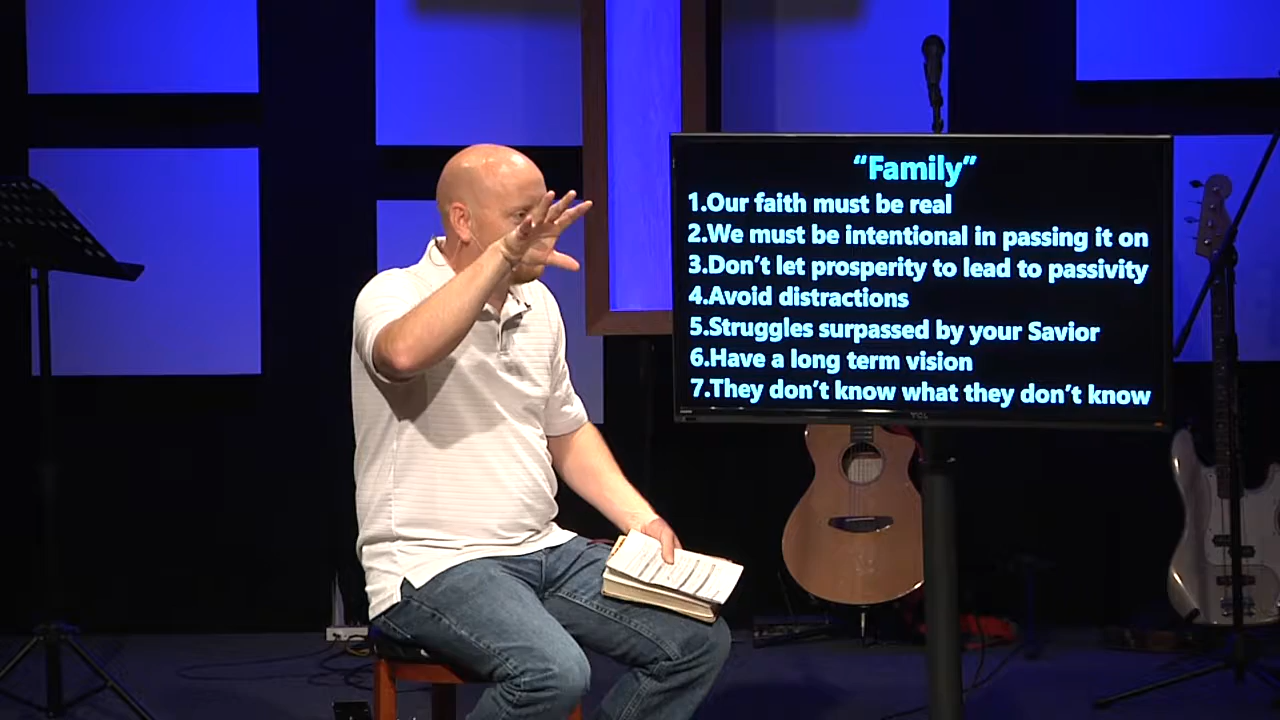 “Family”
1.Our faith must be real
2.We must be intentional in passing it on
3.Don’t let prosperity to lead to passivity
4.Avoid distractions
5.Struggles surpassed by your Savior
6.Have a long term vision
7.They don’t know what they don’t know
TCL